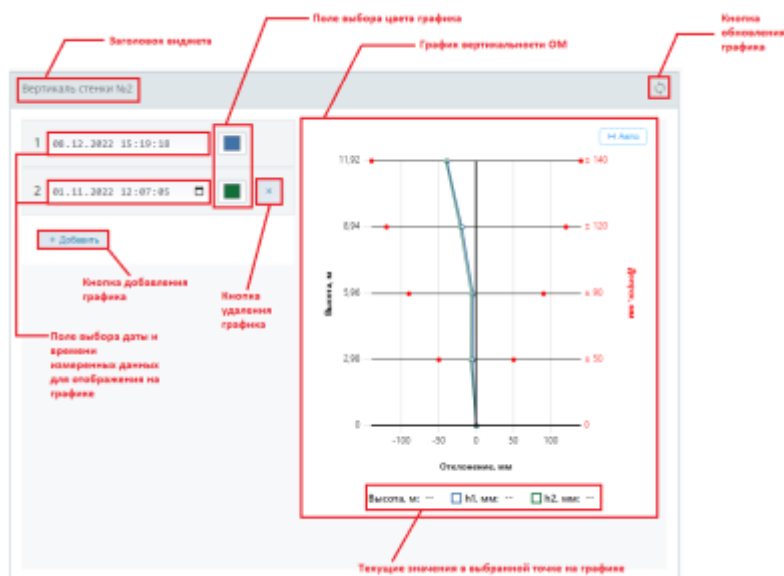 Поле выбора цвета графика
Кнопка
обновления
графика
Заголовок виджета
График вертикальности ОМ
Вертикаль стенки №2
1 08.12.2022 15:19:18
2 01.11.2022 12:07:05
×
+ Добавить
Кнопка добавления
графика
Кнопка
удаления
графика
Поле выбора даты и
времени
измеренных данных
для отображения на
графике
Авто
11,92
± 140
8,94
± 120
5,96
± 90
2,98
± 50
0
0
Высота, м
Допуск, мм
-100 -50 0 50 100
Отклонение, мм
Высота, м: -- h1, мм: -- h2, мм: --
Текущие значения в выбранной точке на графике